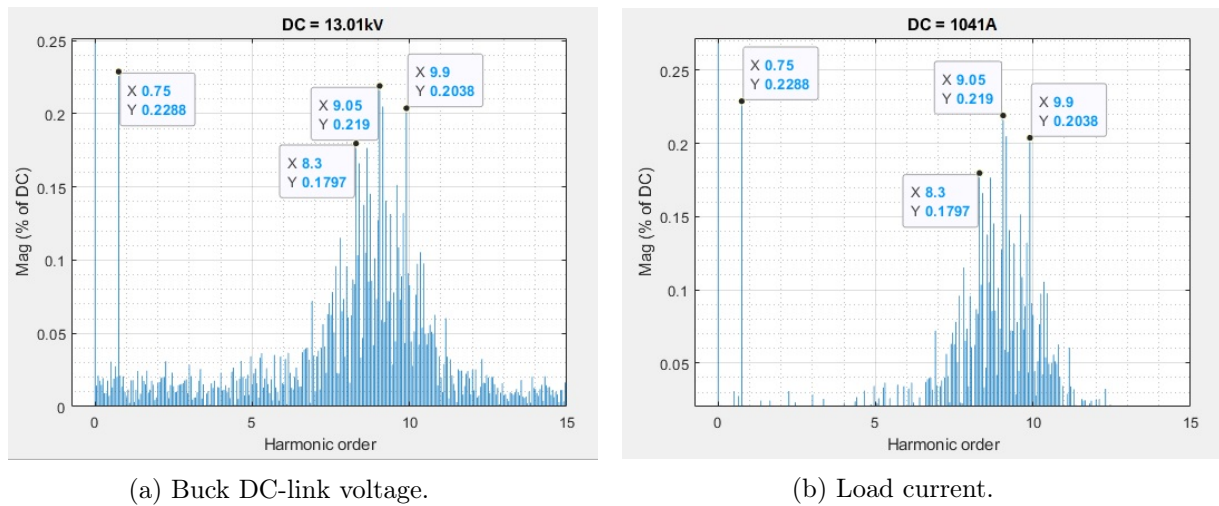 DC = 13.01kV
0.25
0.2
0.15
0.1
0.05
0
Mag (% of DC)
X 0.75
Y 0.2288
X 8.3
Y 0.1797
X 9.05
Y 0.219
X 9.9
Y 0.2038
0
5
10
15
Harmonic order
(a) Buck DC-link voltage.
DC = 1041A
0.25
0.2
0.15
0.1
0.05
Mag (% of DC)
X 0.75
Y 0.2288
X 8.3
Y 0.1797
X 9.05
Y 0.219
X 9.9
Y 0.2038
0
5
10
15
Harmonic order
(b) Load current.